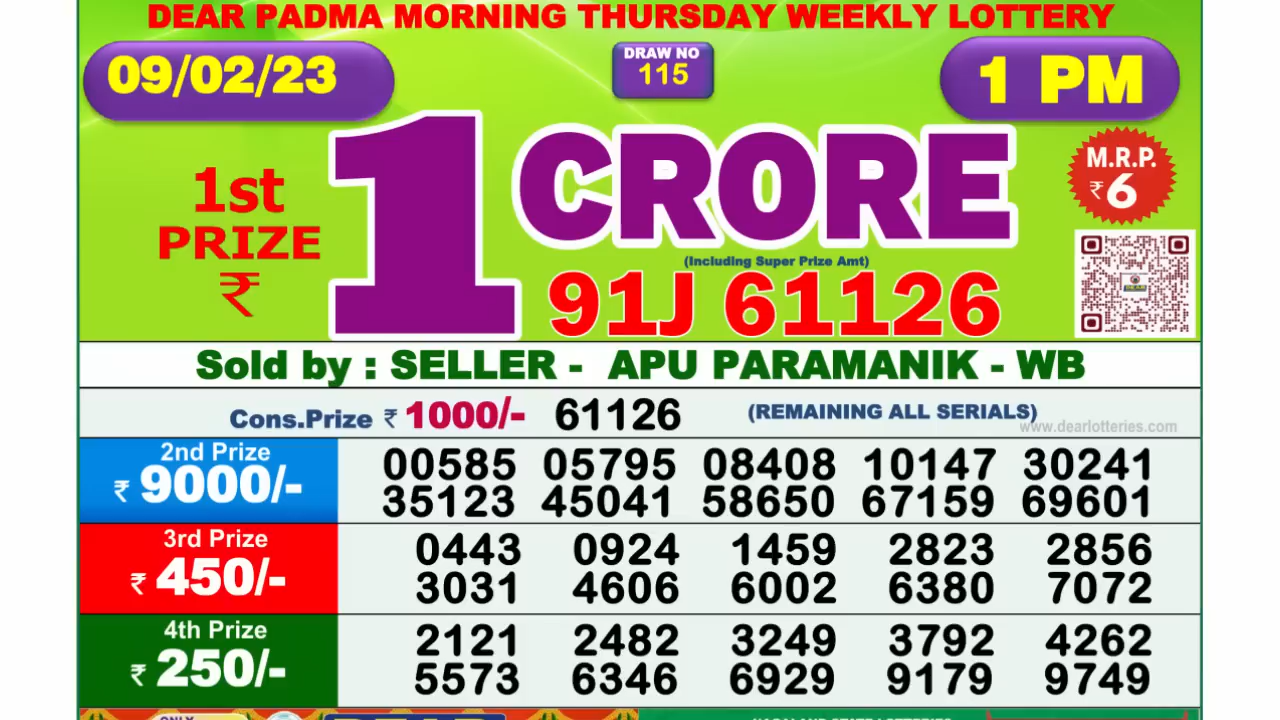 DEAR PADMA MORNING THURSDAY WEEKLY LOTTERY
09/02/23
DRAW NO
115
1 PM
1st
PRIZE
₹
1 CRORE
M.R.P.
₹6
(Including Super Prize Amt)
91J 61126
Sold by : SELLER - APU PARAMANIK - WB
Cons.Prize ₹ 1000/- 61126 (REMAINING ALL SERIALS)
www.dearlotteries.com
2nd Prize
₹ 9000/-
00585 05795 08408 10147 30241
35123 45041 58650 67159 69601
3rd Prize
₹ 450/-
0443 0924 1459 2823 2856
3031 4606 6002 6380 7072
4th Prize
₹ 250/-
2121 2482 3249 3792 4262
5573 6346 6929 9179 9749